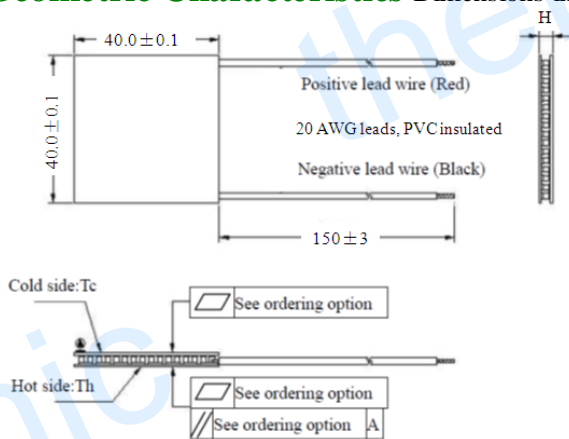 Geometric Characteristics Dimensions
H
40.0±0.1
40.0±0.1
Positive lead wire (Red)
20 AWG leads, PVC insulated
Negative lead wire (Black)
150±3
Cold side:Tc
See ordering option
Hot side:Th
See ordering option
See ordering option A